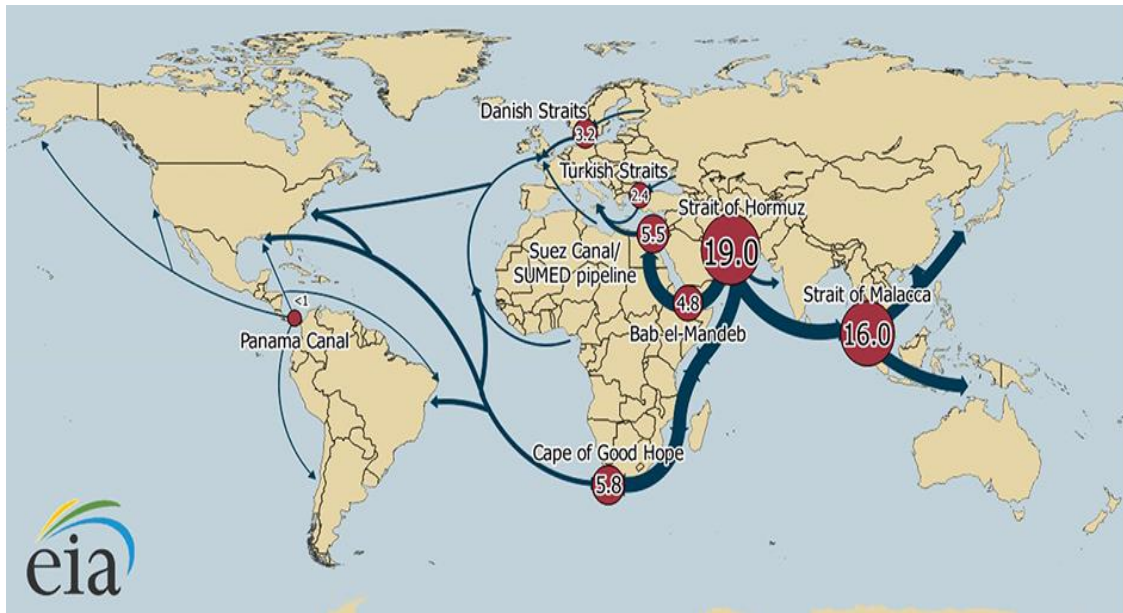 Danish Straits
3.2
Turkish Straits
2.4
Strait of Hormuz
19.0
5.5
Suez Canal/
SUMED pipeline
4.8
Bab el-Mandeb
Strait of Malacca
16.0
<1
Panama Canal
Cape of Good Hope
5.8
eia